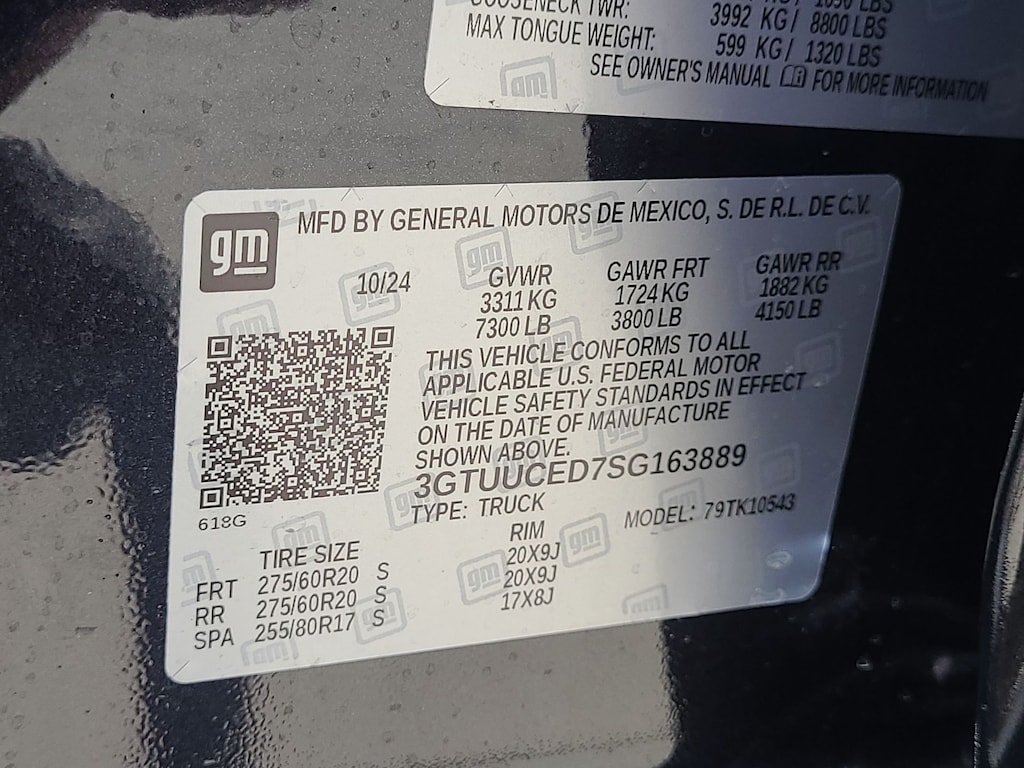 GOOSENECK TWR: 3992 KG/ 8800 LBS
MAX TONGUE WEIGHT: 599 KG/ 1320 LBS
SEE OWNER'S MANUAL FOR MORE INFORMATION
gm
MFD BY GENERAL MOTORS DE MEXICO, S. DE R.L. DE C.V.
10/24 GVWR GAWR FRT GAWR RR
3311 KG 1724 KG 1882 KG
7300 LB 3800 LB 4150 LB
THIS VEHICLE CONFORMS TO ALL
APPLICABLE U.S. FEDERAL MOTOR
VEHICLE SAFETY STANDARDS IN EFFECT
ON THE DATE OF MANUFACTURE
SHOWN ABOVE.
3GTUUCED7SG163889
618G
TYPE: TRUCK MODEL: 79TK10543
TIRE SIZE RIM
FRT 275/60R20 S 20X9J
RR 275/60R20 S 20X9J
SPA 255/80R17 S 17X8J